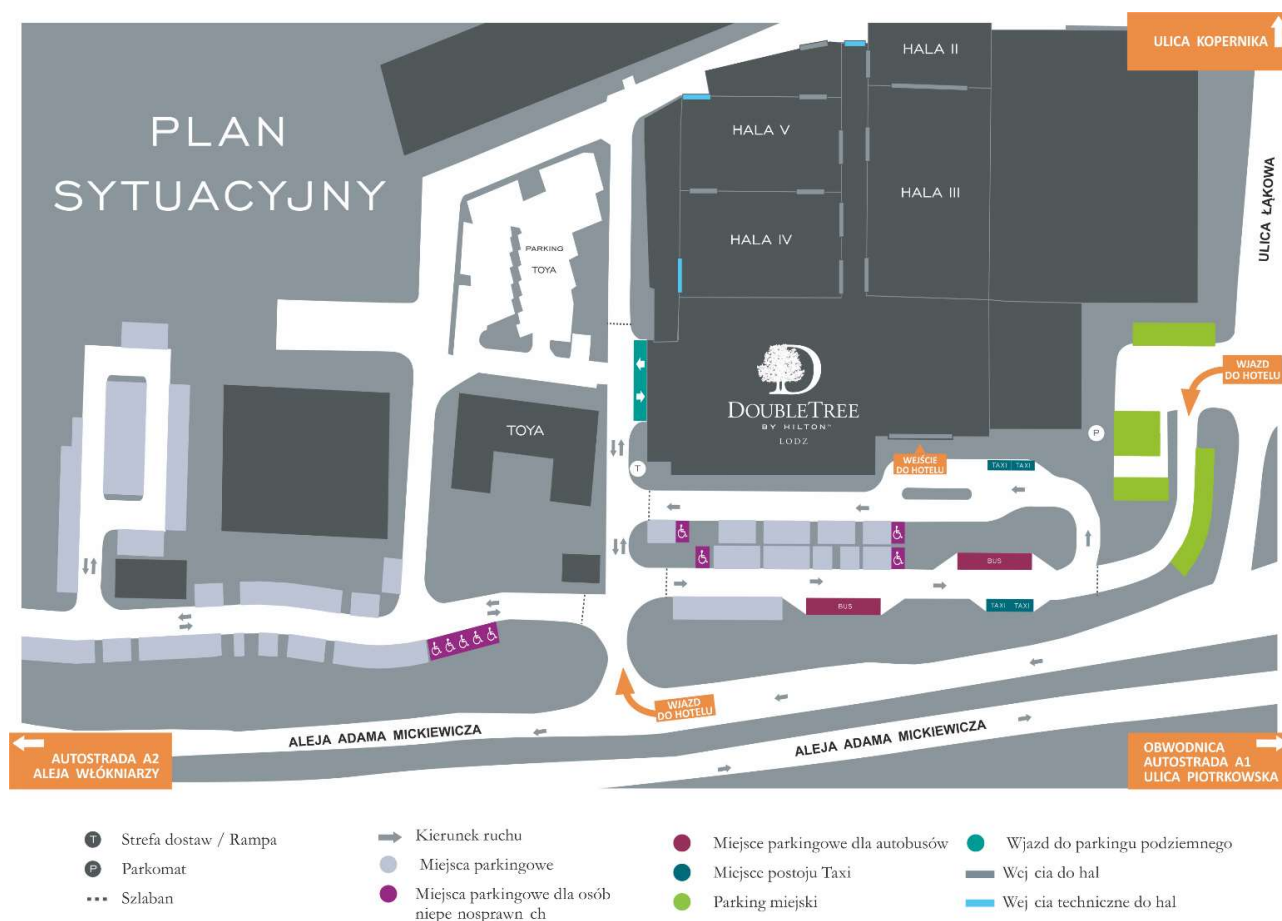 ULICA KOPERNIKA
PLAN
SYTUACYJNY
HALA II
HALA V
HALA III
HALA IV
ULICA ŁĄKOWA
PARKING
TOYA
WJAZD
DO HOTELU
D
DOUBLETREE
BY HILTON™
LODZ
TOYA
P
T
WEJŚCIE
DO HOTELU
TAXI TAXI
BUS
BUS
TAXI TAXI
WJAZD
DO HOTELU
ALEJA ADAMA MICKIEWICZA
ALEJA ADAMA MICKIEWICZA
AUTOSTRADA A2
ALEJA WŁÓKNIARZY
OBWODNICA
AUTOSTRADA A1
ULICA PIOTRKOWSKA
T Strefa dostaw / Rampa
P Parkomat
Szlaban
Kierunek ruchu
Miejsca parkingowe
Miejsca parkingowe dla osób
niepe nosprawn ch
Miejsce parkingowe dla autobusów
Miejsce postoju Taxi
Parking miejski
Wjazd do parkingu podziemnego
Wej cia do hal
Wej cia techniczne do hal